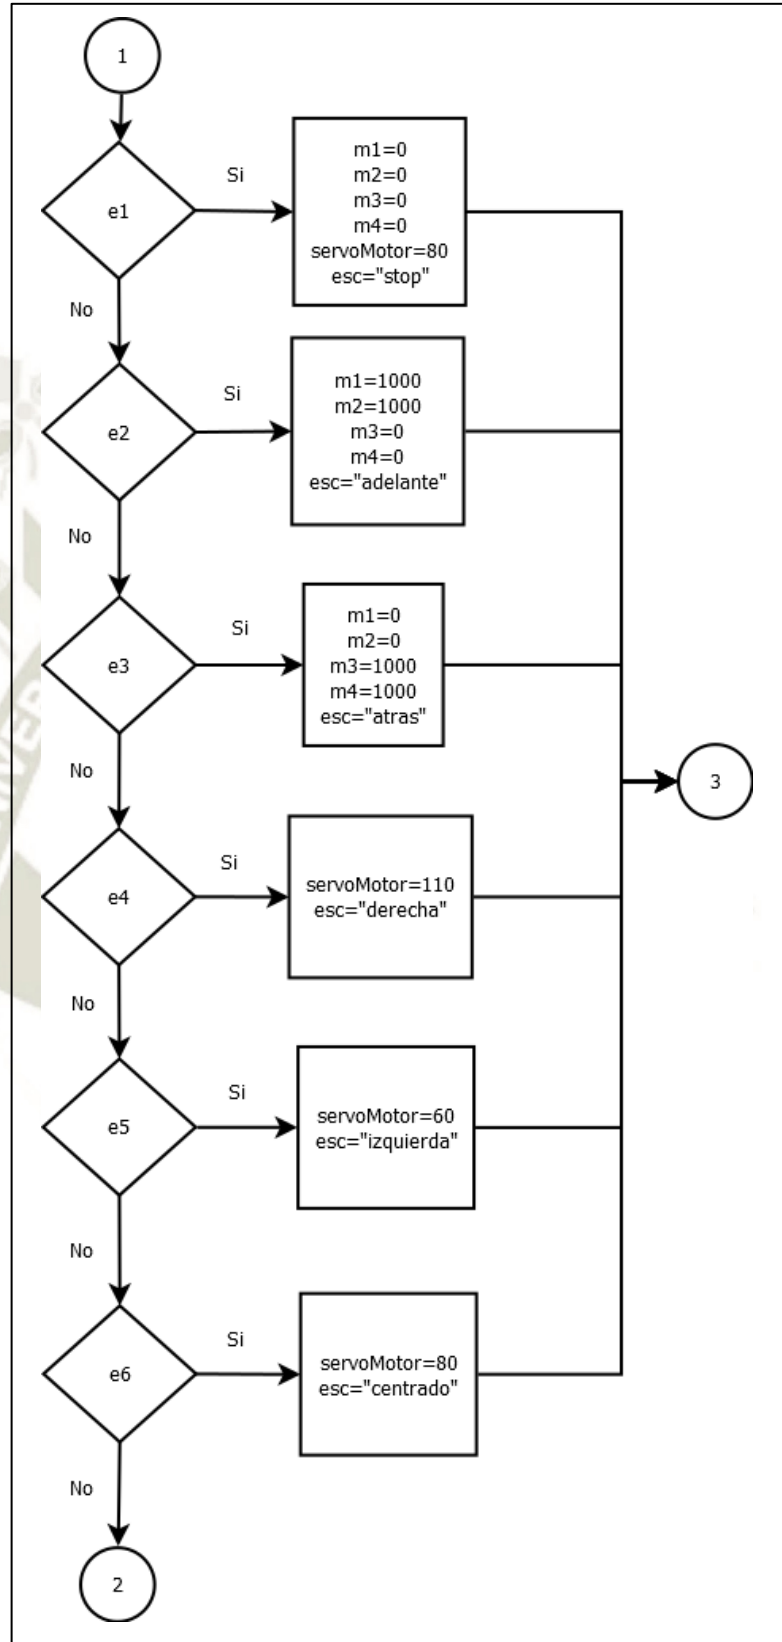 1
e1
Si
m1=0
m2=0
m3=0
m4=0
servoMotor=80
esc="stop"
No
e2
Si
m1=1000
m2=1000
m3=0
m4=0
esc="adelante"
No
e3
Si
m1=0
m2=0
m3=1000
m4=1000
esc="atras"
No
3
e4
Si
servoMotor=110
esc="derecha"
No
e5
Si
servoMotor=60
esc="izquierda"
No
e6
Si
servoMotor=80
esc="centrado"
No
2